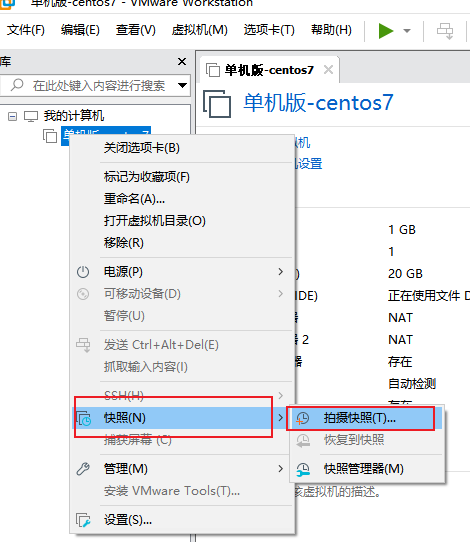 单机版-centos7 - VMware Workstation
文件(F) 编辑(E) 查看(V) 虚拟机(M) 选项卡(T) 帮助(H)
库
在此处键入内容进行搜索
单机版-centos7
单机版-centos7
我的计算机
单机版-centos7
关闭选项卡(B)
标记为收藏项(F)
重命名(A)...
打开虚拟机目录(O)
移除(R)
电源(P)
可移动设备(D)
暂停(U)
发送 Ctrl+Alt+Del(E)
抓取输入内容(I)
SSH(H)
快照(N)
捕获屏幕 (C)
管理(M)
安装 VMware Tools(T)...
设置(S)...
拟机
机设置
1 GB
1
) 20 GB
IDE) 正在使用文件 D
器 NAT
器 2 NAT
器 存在
自动检测
存在
拍摄快照(T)...
恢复到快照
快照管理器(M)
该虚拟机的描述。